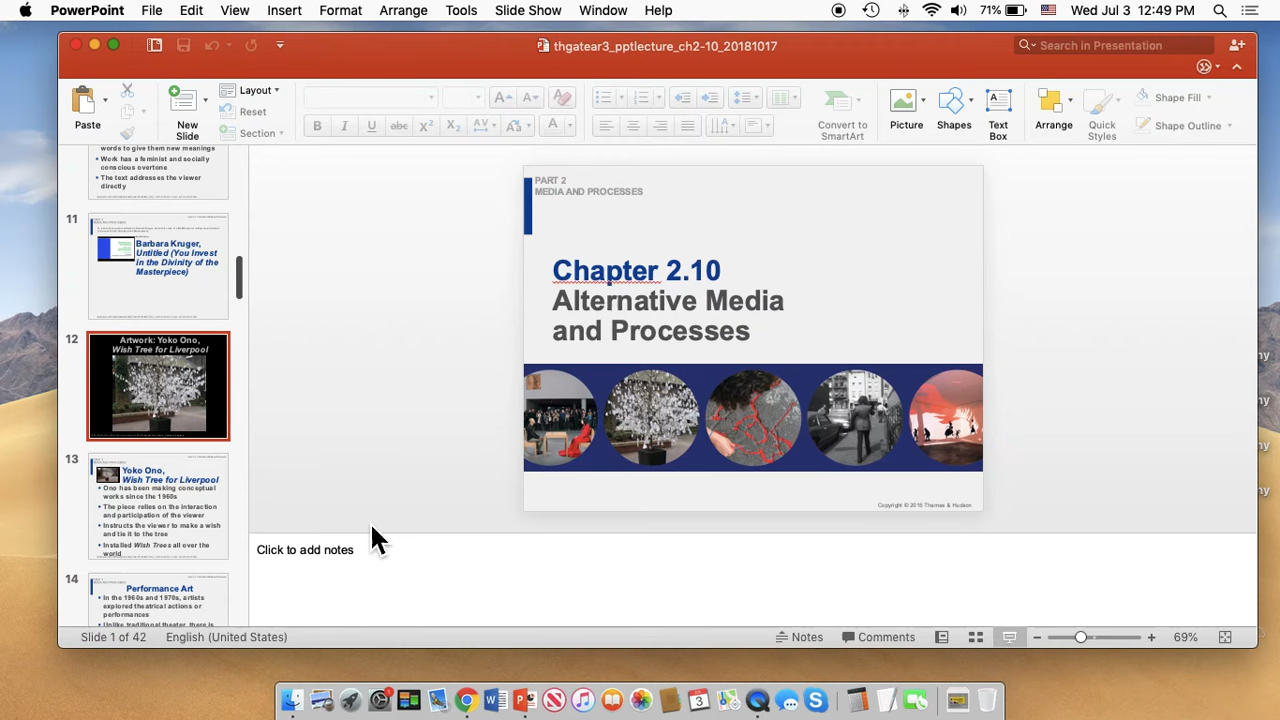 PowerPoint File Edit View Insert Format Arrange Tools Slide Show Window Help 71% Wed Jul 3 12:49 PM
thgatear3_pptlecture_ch2-10_20181017
Search in Presentation
Paste
New Slide
Layout
Reset
Section
Convert to SmartArt
Picture
Shapes
Text Box
Arrange
Quick Styles
Shape Fill
Shape Outline
words to give them new meanings
• Work has a feminist and socially
conscious overtone
• The text addresses the viewer
directly
11
Barbara Kruger,
Untitled (You Invest
in the Divinity of the
Masterpiece)
12
Artwork: Yoko Ono,
Wish Tree for Liverpool
13
Yoko Ono,
Wish Tree for Liverpool
• Ono has been making conceptual
works since the 1960s
• The piece relies on the interaction
and participation of the viewer
• Instructs the viewer to make a wish
and tie it to the tree
• Installed Wish Trees all over the
world
14
Performance Art
• In the 1960s and 1970s, artists
explored theatrical actions or
performances
• Unlike traditional theater, there is
PART 2
MEDIA AND PROCESSES
Chapter 2.10
Alternative Media
and Processes
Copyright © 2015 Thames & Hudson
Click to add notes
Slide 1 of 42 English (United States) Notes Comments 69%